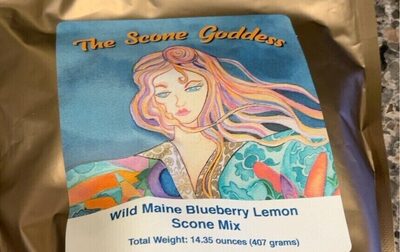 The Scone Goddess
Wild Maine Blueberry Lemon
Scone Mix
Total Weight: 14.35 ounces (407 grams)